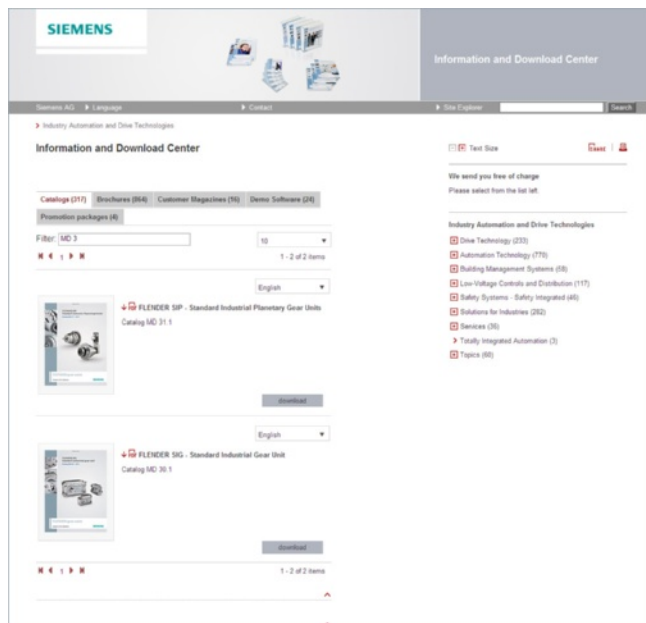 SIEMENS
Information and Download Center
Siemens AG
Language
Contact
Site Explorer
Search
Industry Automation and Drive Technologies
Information and Download Center
Text Size
We send you free of charge
Please select from the list left.
Catalogs (317)
Brochures (864)
Customer Magazines (16)
Demo Software (24)
Promotion packages (4)
Filter: MD 3
10
1
1 - 2 of 2 items
English
FLENDER SIP - Standard Industrial Planetary Gear Units
Catalog MD 31.1
download
English
FLENDER SIG - Standard Industrial Gear Unit
Catalog MD 30.1
download
1
1 - 2 of 2 items
Industry Automation and Drive Technologies
Drive Technology (233)
Automation Technology (770)
Building Management Systems (59)
Low-Voltage Controls and Distribution (117)
Safety Systems - Safety Integrated (46)
Solutions for Industries (282)
Services (36)
Totally Integrated Automation (3)
Topics (60)